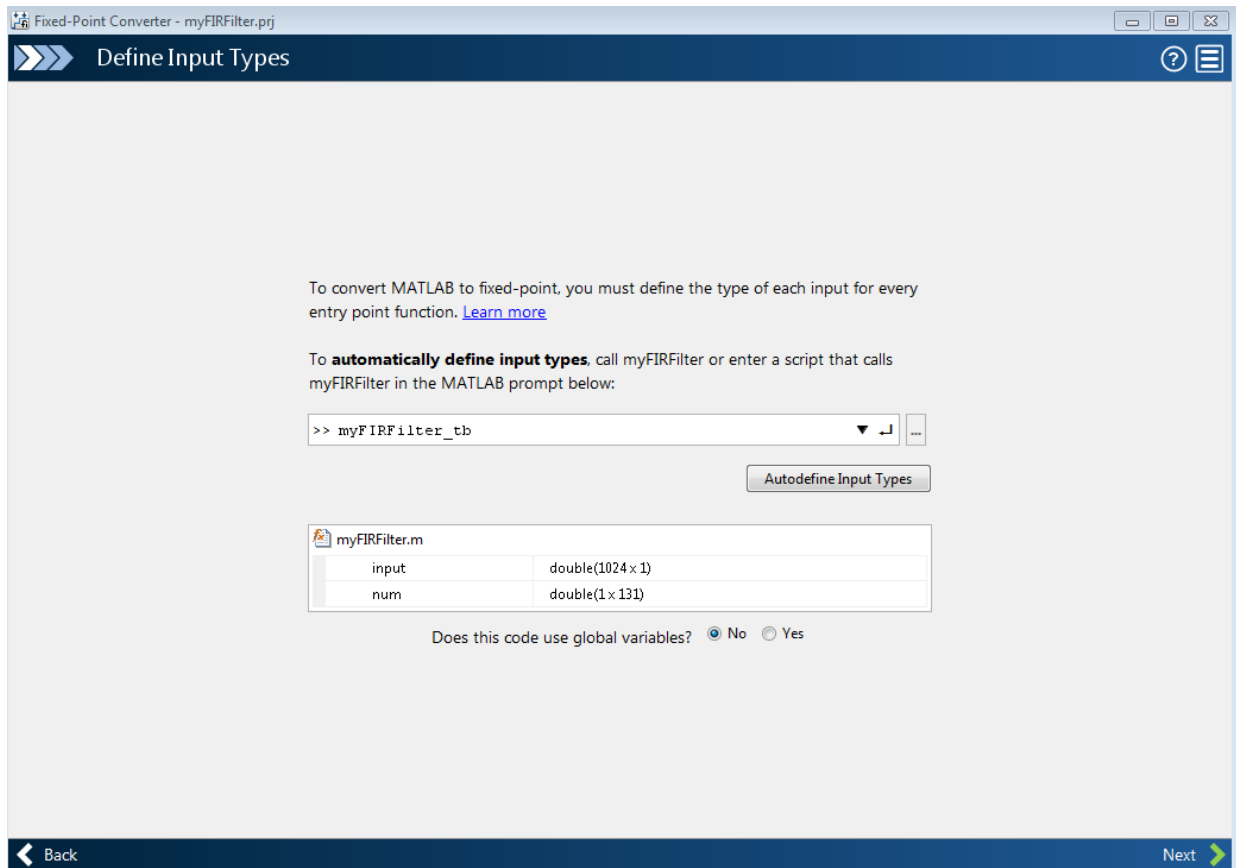 Fixed-Point Converter - myFIRFilter.prj
Define Input Types
To convert MATLAB to fixed-point, you must define the type of each input for every
entry point function. Learn more
To automatically define input types, call myFIRFilter or enter a script that calls
myFIRFilter in the MATLAB prompt below:
>> myFIRFilter_tb
...
Autodefine Input Types
myFIRFilter.m
input double(1024 x 1)
num double(1 x 131)
Does this code use global variables? No Yes
Back Next